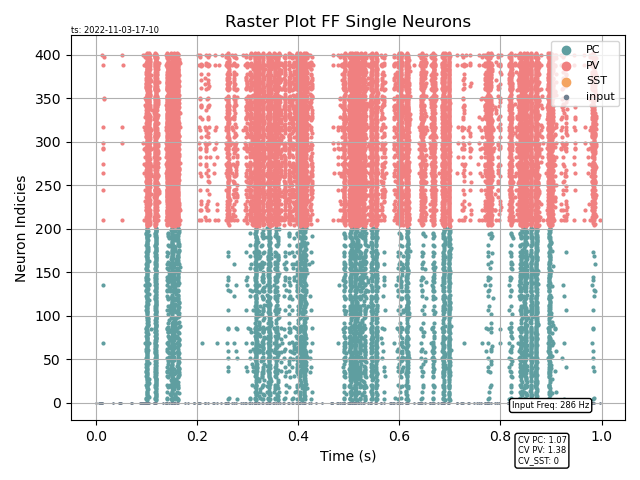 Raster Plot FF Single Neurons
ts: 2022-11-03-17-10
PC
PV
SST
input
Neuron Indicies
400
350
300
250
200
150
100
50
0
Input Freq: 286 Hz
0.0 0.2 0.4 0.6 0.8 1.0
Time (s)
CV PC: 1.07
CV PV: 1.38
CV_SST: 0